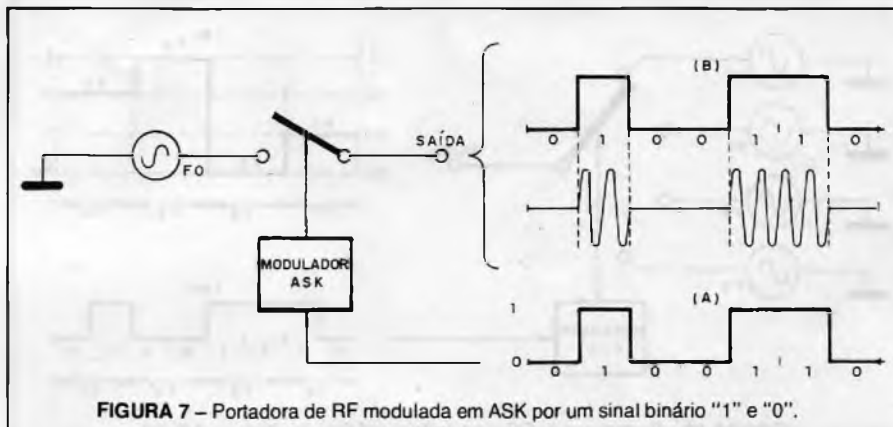 (B)
SAÍDA
0 1 0 0 1 1 0
FO
MODULADOR
ASK
(A)
1
0
0 1 0 0 1 1 0
FIGURA 7 – Portadora de RF modulada em ASK por um sinal binário "1" e "0".